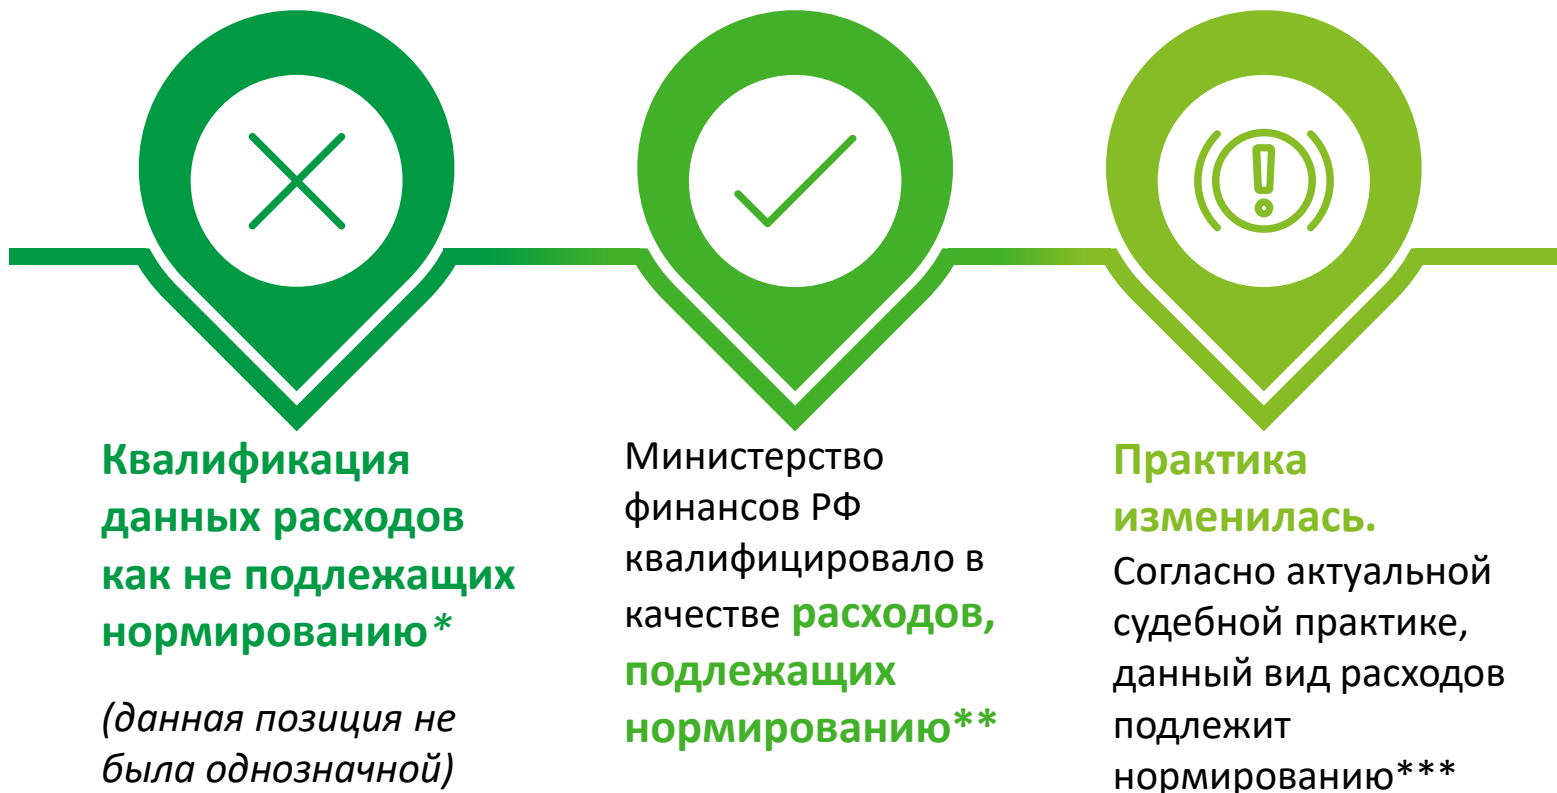 Квалификация
данных расходов
как не подлежащих
нормированию*
(данная позиция не
была однозначной)
Министерство
финансов РФ
квалифицировало в
качестве расходов,
подлежащих
нормированию**
Практика
изменилась.
Согласно актуальной
судебной практике,
данный вид расходов
подлежит
нормированию***